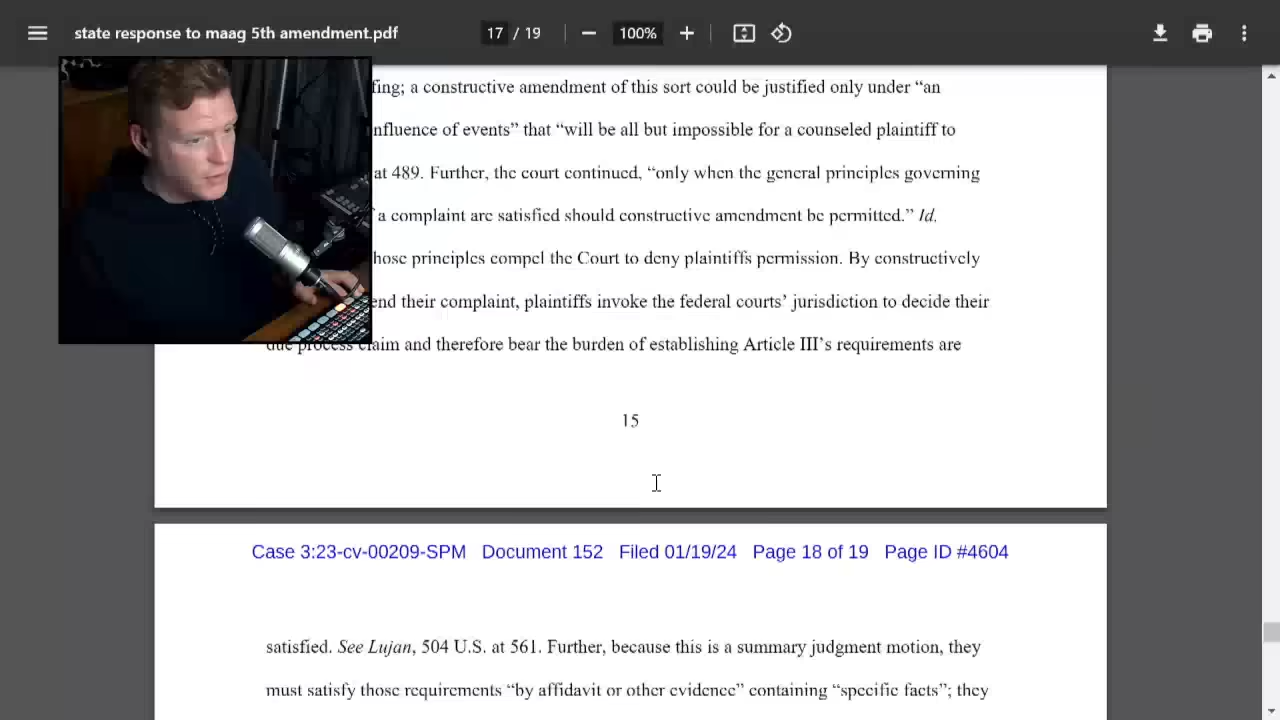 state response to maag 5th amendment.pdf
17 / 19
100%
fing; a constructive amendment of this sort could be justified only under “an
nfluence of events” that “will be all but impossible for a counseled plaintiff to
at 489. Further, the court continued, “only when the general principles governing
a complaint are satisfied should constructive amendment be permitted.” Id.
hose principles compel the Court to deny plaintiffs permission. By constructively
end their complaint, plaintiffs invoke the federal courts’ jurisdiction to decide their
due process claim and therefore bear the burden of establishing Article III’s requirements are
15
Case 3:23-cv-00209-SPM Document 152 Filed 01/19/24 Page 18 of 19 Page ID #4604
satisfied. See Lujan, 504 U.S. at 561. Further, because this is a summary judgment motion, they
must satisfy those requirements “by affidavit or other evidence” containing “specific facts”; they